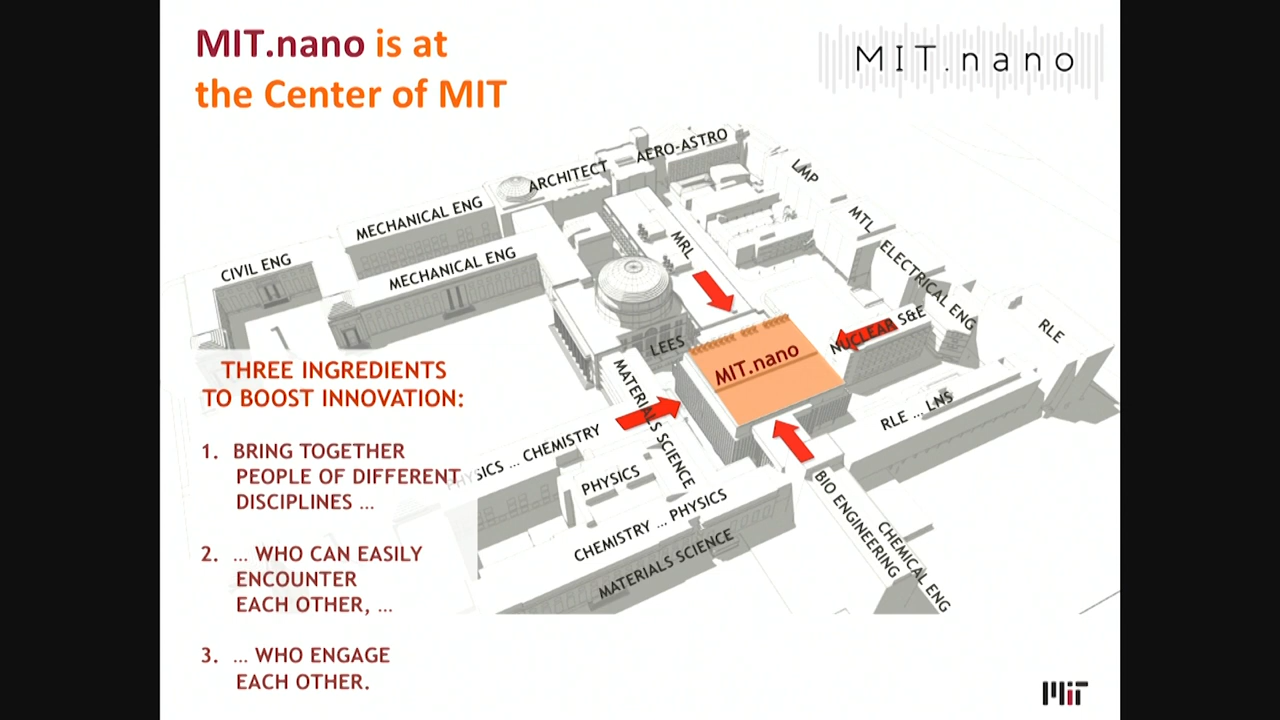 MIT.nano is at
the Center of MIT
MIT.nano
AERO-ASTRO
ARCHITECT
LMP
MECHANICAL ENG
MTL
MRL
CIVIL ENG
MECHANICAL ENG
ELECTRICAL ENG
NUCLEAR S&E
RLE
LEES
MIT.nano
MATERIALS SCIENCE
RLE ... LNS
PHYSICS ... CHEMISTRY
PHYSICS
CHEMISTRY ... PHYSICS
MATERIALS SCIENCE
BIO ENGINEERING
CHEMICAL ENG
THREE INGREDIENTS
TO BOOST INNOVATION:
1. BRING TOGETHER
PEOPLE OF DIFFERENT
DISCIPLINES ...
2. ... WHO CAN EASILY
ENCOUNTER
EACH OTHER, ...
3. ... WHO ENGAGE
EACH OTHER.
MIT